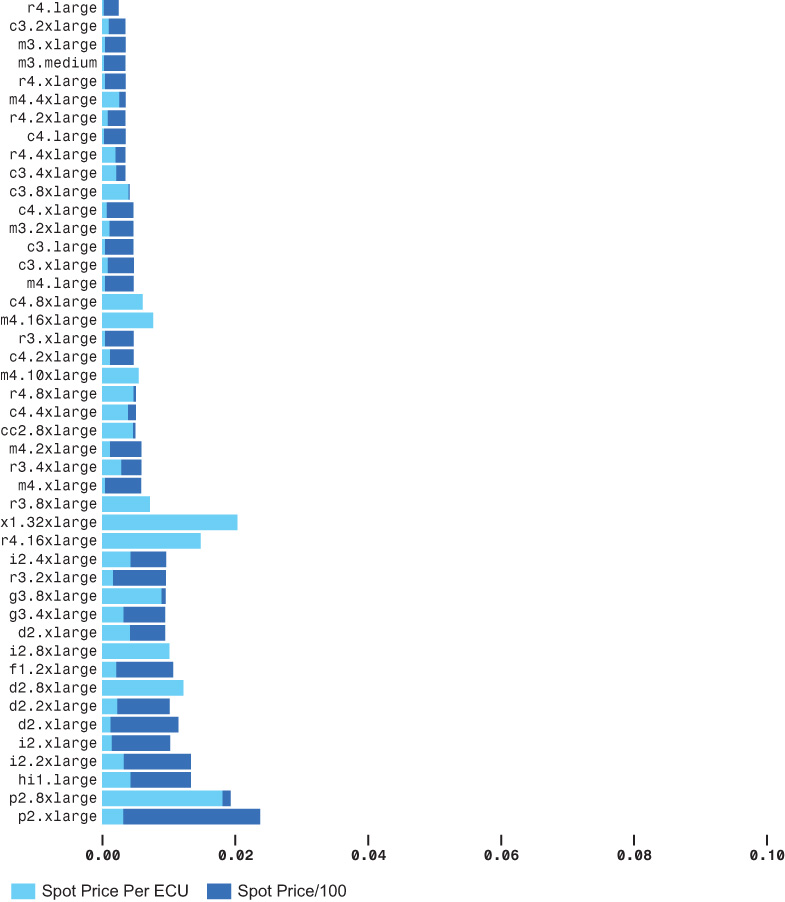 r4.large
c3.2xlarge
m3.xlarge
m3.medium
r4.xlarge
m4.4xlarge
r4.2xlarge
c4.large
r4.4xlarge
c3.4xlarge
c3.8xlarge
c4.xlarge
m3.2xlarge
c3.large
c3.xlarge
m4.large
c4.8xlarge
m4.16xlarge
r3.xlarge
c4.2xlarge
m4.10xlarge
r4.8xlarge
c4.4xlarge
cc2.8xlarge
m4.2xlarge
r3.4xlarge
m4.xlarge
r3.8xlarge
x1.32xlarge
r4.16xlarge
i2.4xlarge
r3.2xlarge
g3.8xlarge
g3.4xlarge
d2.xlarge
i2.8xlarge
f1.2xlarge
d2.8xlarge
d2.2xlarge
d2.xlarge
i2.xlarge
i2.2xlarge
hi1.large
p2.8xlarge
p2.xlarge
0.00 0.02 0.04 0.06 0.08 0.10
Spot Price Per ECU Spot Price/100